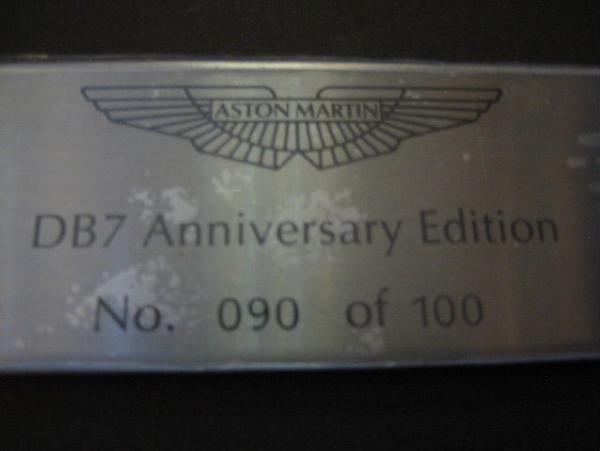 ASTON MARTIN
DB7 Anniversary Edition
No. 090 of 100